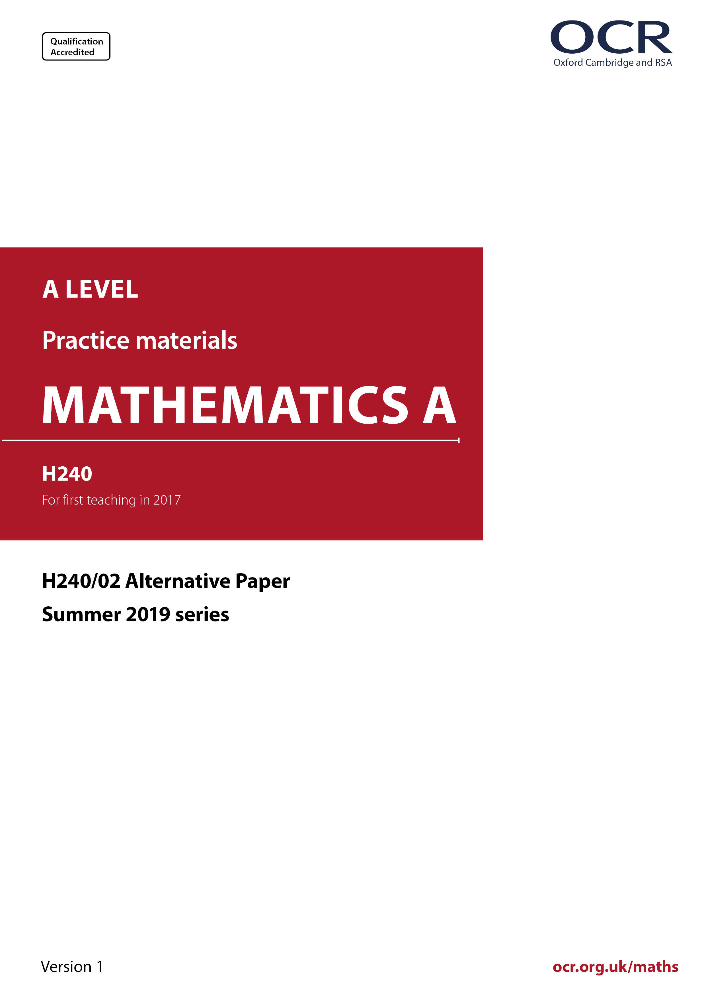 Qualification
Accredited
OCR
Oxford Cambridge and RSA
A LEVEL
Practice materials
MATHEMATICS A
H240
For first teaching in 2017
H240/02 Alternative Paper
Summer 2019 series
Version 1
ocr.org.uk/maths